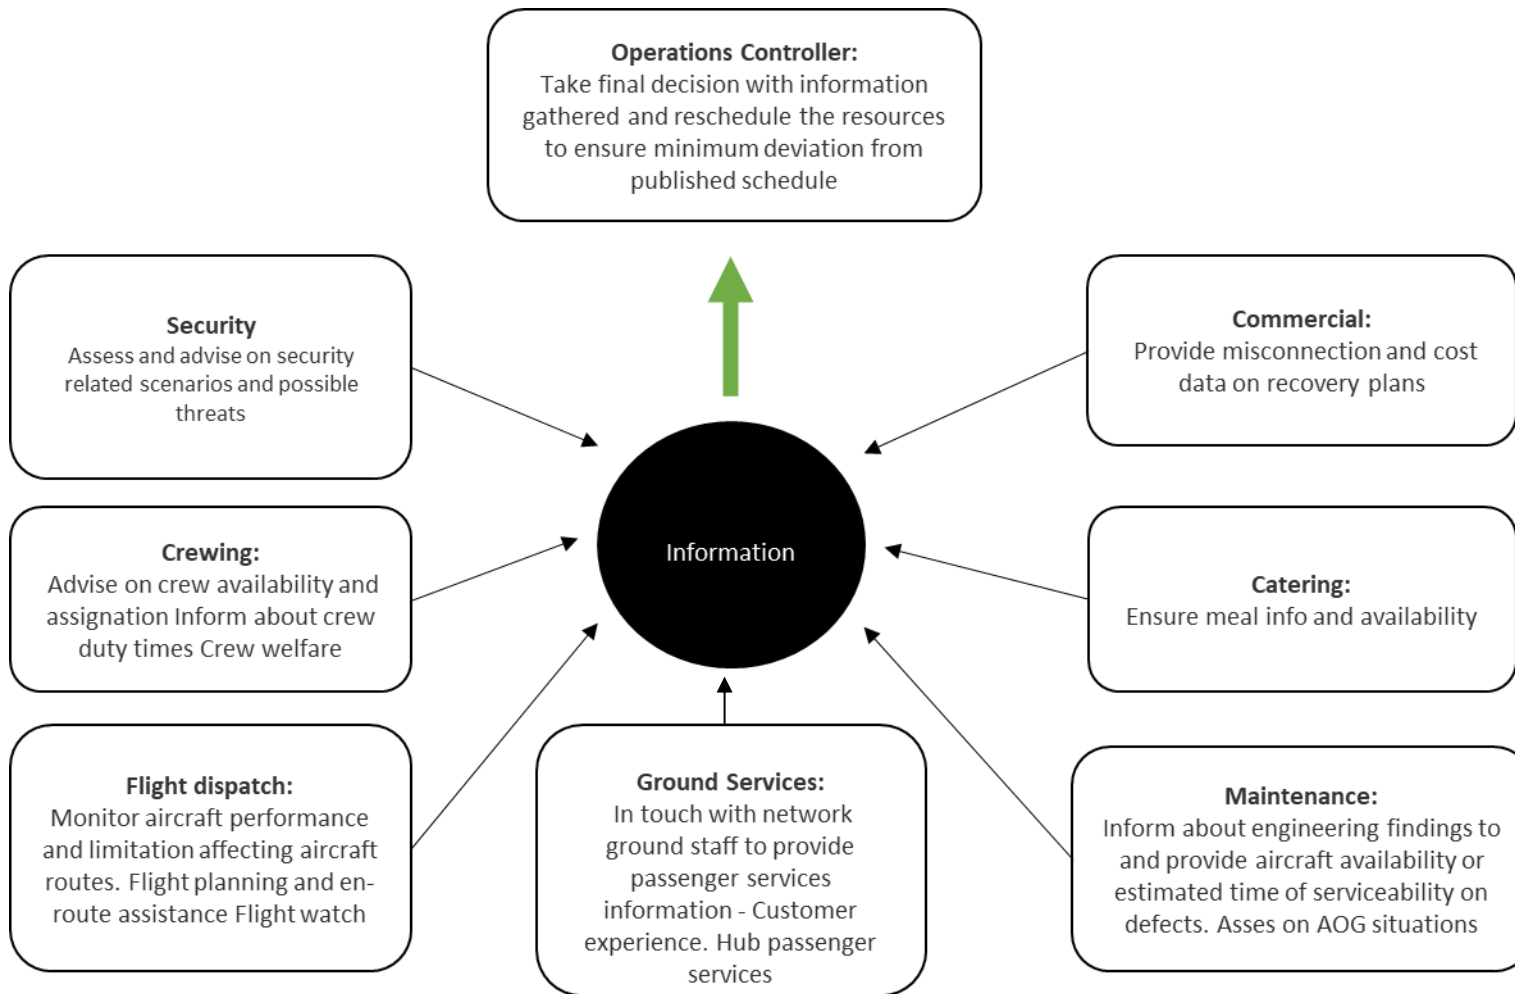 Operations Controller:
Take final decision with information
gathered and reschedule the resources
to ensure minimum deviation from
published schedule
Security
Assess and advise on security
related scenarios and possible
threats
Commercial:
Provide misconnection and cost
data on recovery plans
Information
Crewing:
Advise on crew availability and
assignation Inform about crew
duty times Crew welfare
Catering:
Ensure meal info and availability
Flight dispatch:
Monitor aircraft performance
and limitation affecting aircraft
routes. Flight planning and en-
route assistance Flight watch
Ground Services:
In touch with network
ground staff to provide
passenger services
information - Customer
experience. Hub passenger
services
Maintenance:
Inform about engineering findings to
and provide aircraft availability or
estimated time of serviceability on
defects. Asses on AOG situations